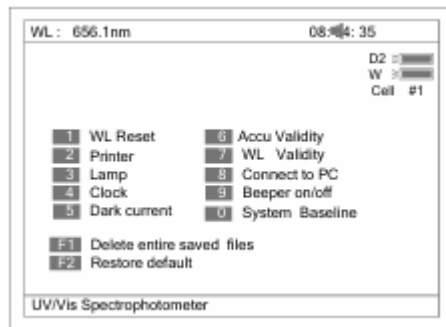 WL: 656.1nm 08: 4: 35
D2
W
Cell #1
1 WL Reset 6 Accu Validity
2 Printer 7 WL Validity
3 Lamp 8 Connect to PC
4 Clock 9 Beeper on/off
5 Dark current 0 System Baseline
F1 Delete entire saved files
F2 Restore default
UV/Vis Spectrophotometer